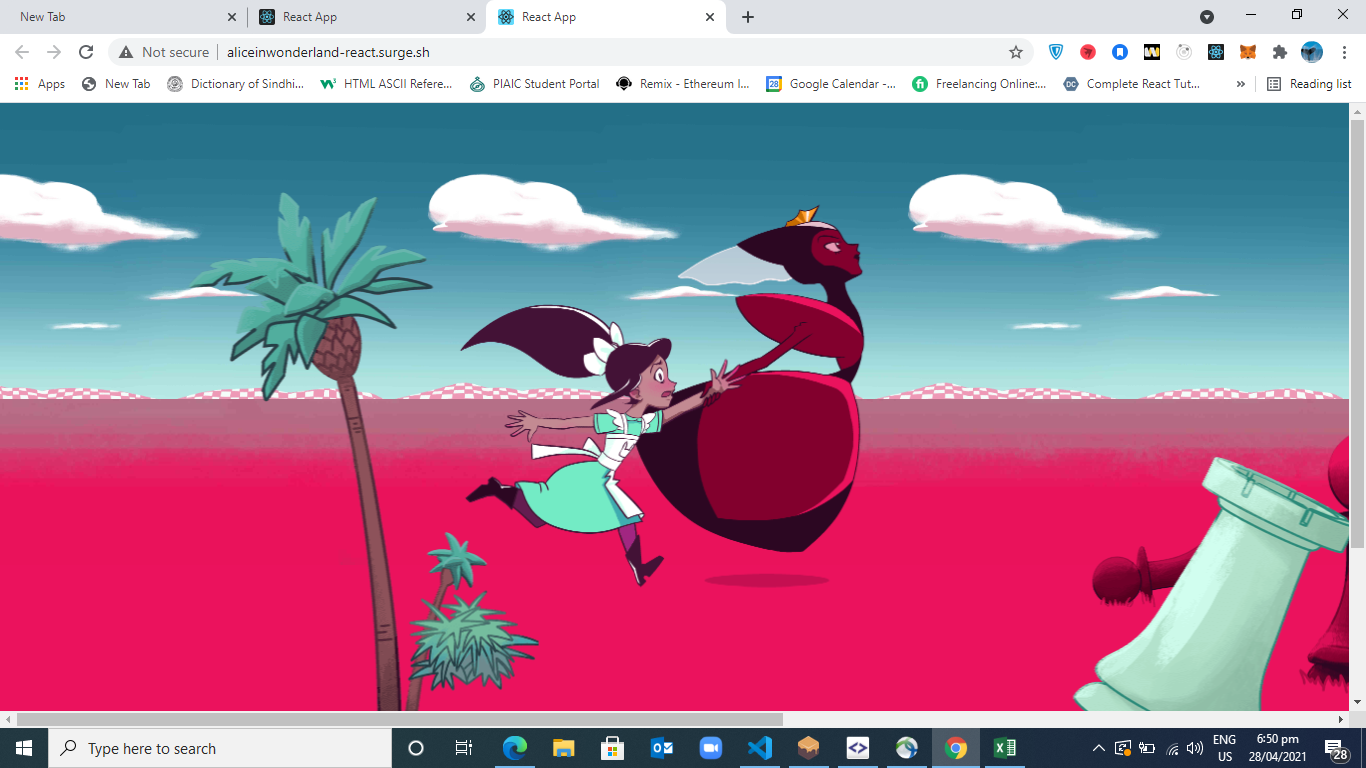 New Tab
React App
React App
Not secure
aliceinwonderland-react.surge.sh
Apps
New Tab
Dictionary of Sindhi...
HTML ASCII Refere...
PIAIC Student Portal
Remix - Ethereum I...
28
Google Calendar -...
Freelancing Online:...
DC
Complete React Tut...
»
Reading list
Type here to search
ENG
US
6:50 pm
28/04/2021
28